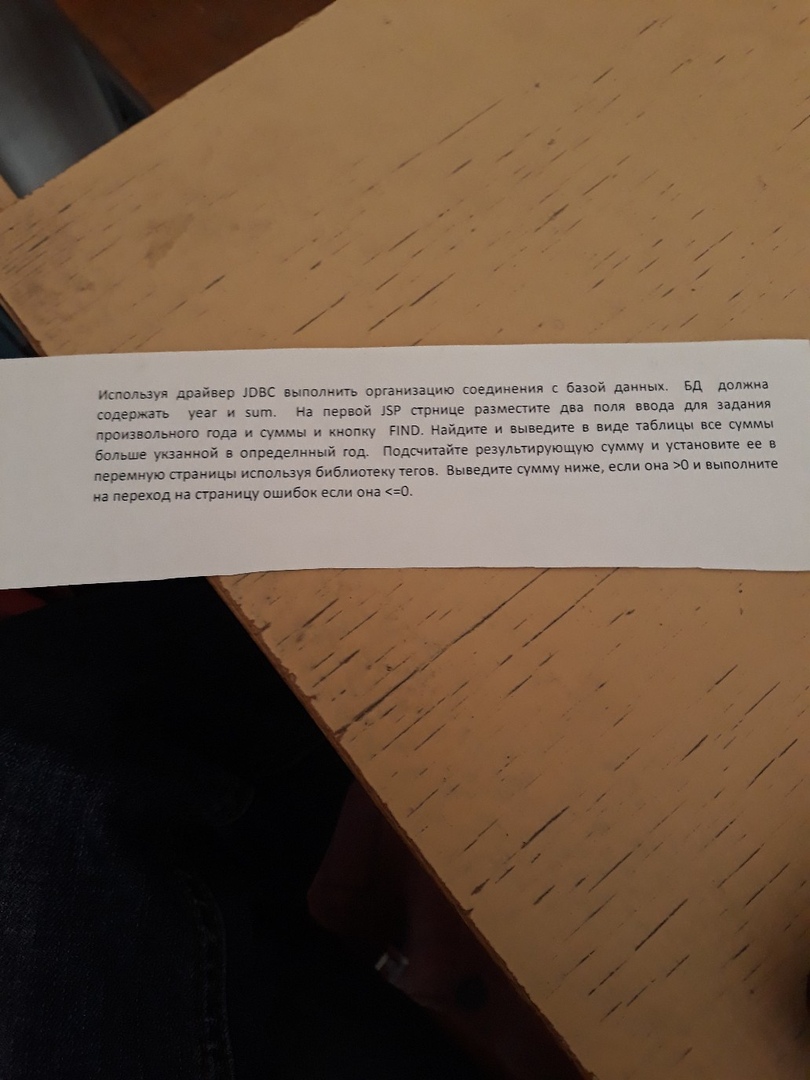 Используя драйвер JDBC выполнить организацию соединения с базой данных. БД должна
содержать year и sum. На первой JSP стрнице разместите два поля ввода для задания
произвольного года и суммы и кнопку FIND. Найдите и выведите в виде таблицы все суммы
больше укзанной в определнный год. Подсчитайте результирующую сумму и установите ее в
перемную страницы используя библиотеку тегов. Выведите сумму ниже, если она >0 и выполните
на переход на страницу ошибок если она <=0.